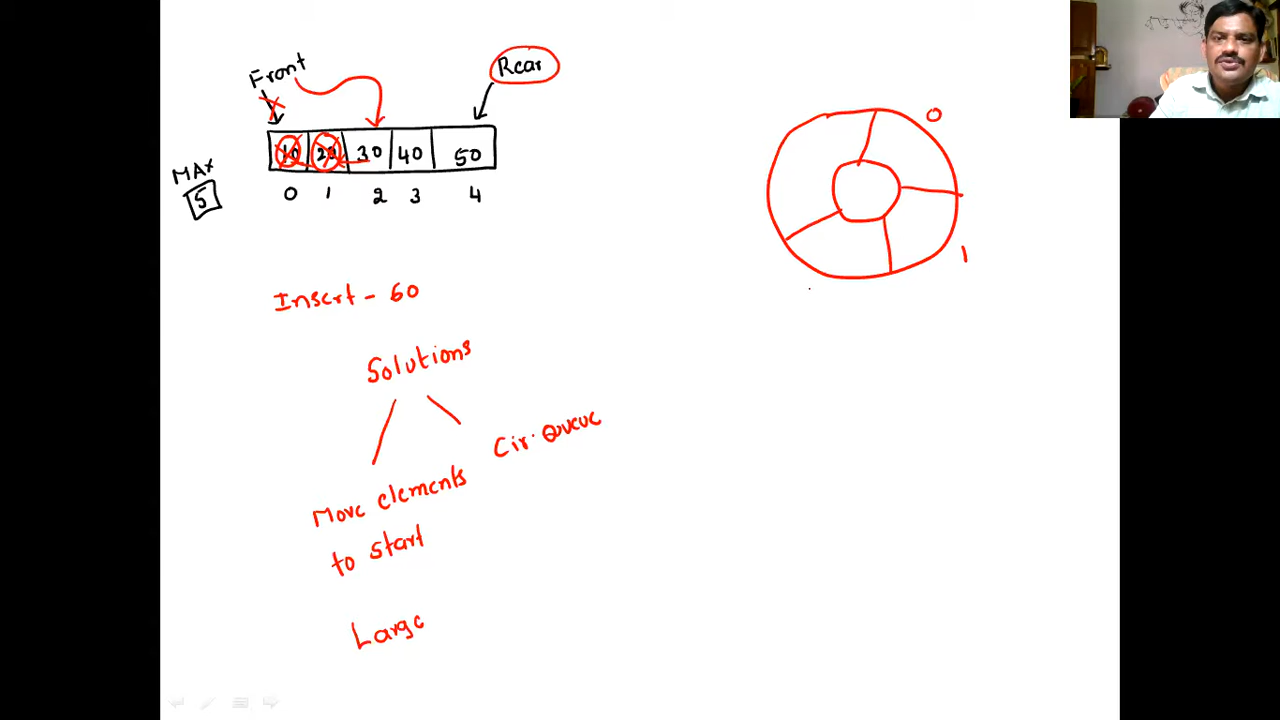 Front
Rear
10 20 30 40 50
MAX
5
0 1 2 3 4
Insert - 60
Solutions
Move elements
to start
Cir. Queue
Large
0
1